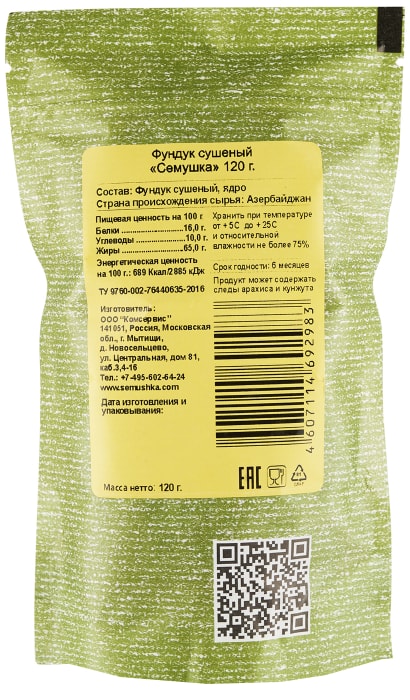 Фундук сушеный
«Семушка» 120 г.
Состав: Фундук сушеный, ядро
Страна происхождения сырья: Азербайджан
Пищевая ценность на 100 г
Белки ........................ 16,0 г.
Углеводы .................. 10,0 г.
Жиры ........................ 65,0 г.
Энергетическая ценность
на 100 г.: 689 Ккал/2885 кДж
Хранить при температуре
от + 5С до + 25С
и относительной
влажности не более 75%
Срок годности: 6 месяцев
Продукт может содержать
следы арахиса и кунжута
ТУ 9760-002-76440635-2016
Изготовитель:
ООО "Комсервис"
141051, Россия, Московская
обл., г. Мытищи,
д. Новосельцево,
ул. Центральная, дом 81,
каб.3,4-16
Тел.: +7-495-602-64-24
www.semushka.com
Дата изготовления и
упаковывания:
4607114692983
EAC
Масса нетто: 120 г.